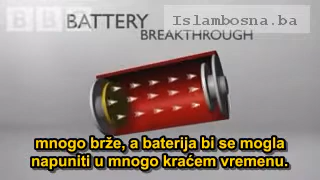 BBC
Islambosna.ba
BATTERY
BREAKTHROUGH
mnogo brže, a baterija bi se mogla
napuniti u mnogo kraćem vremenu.